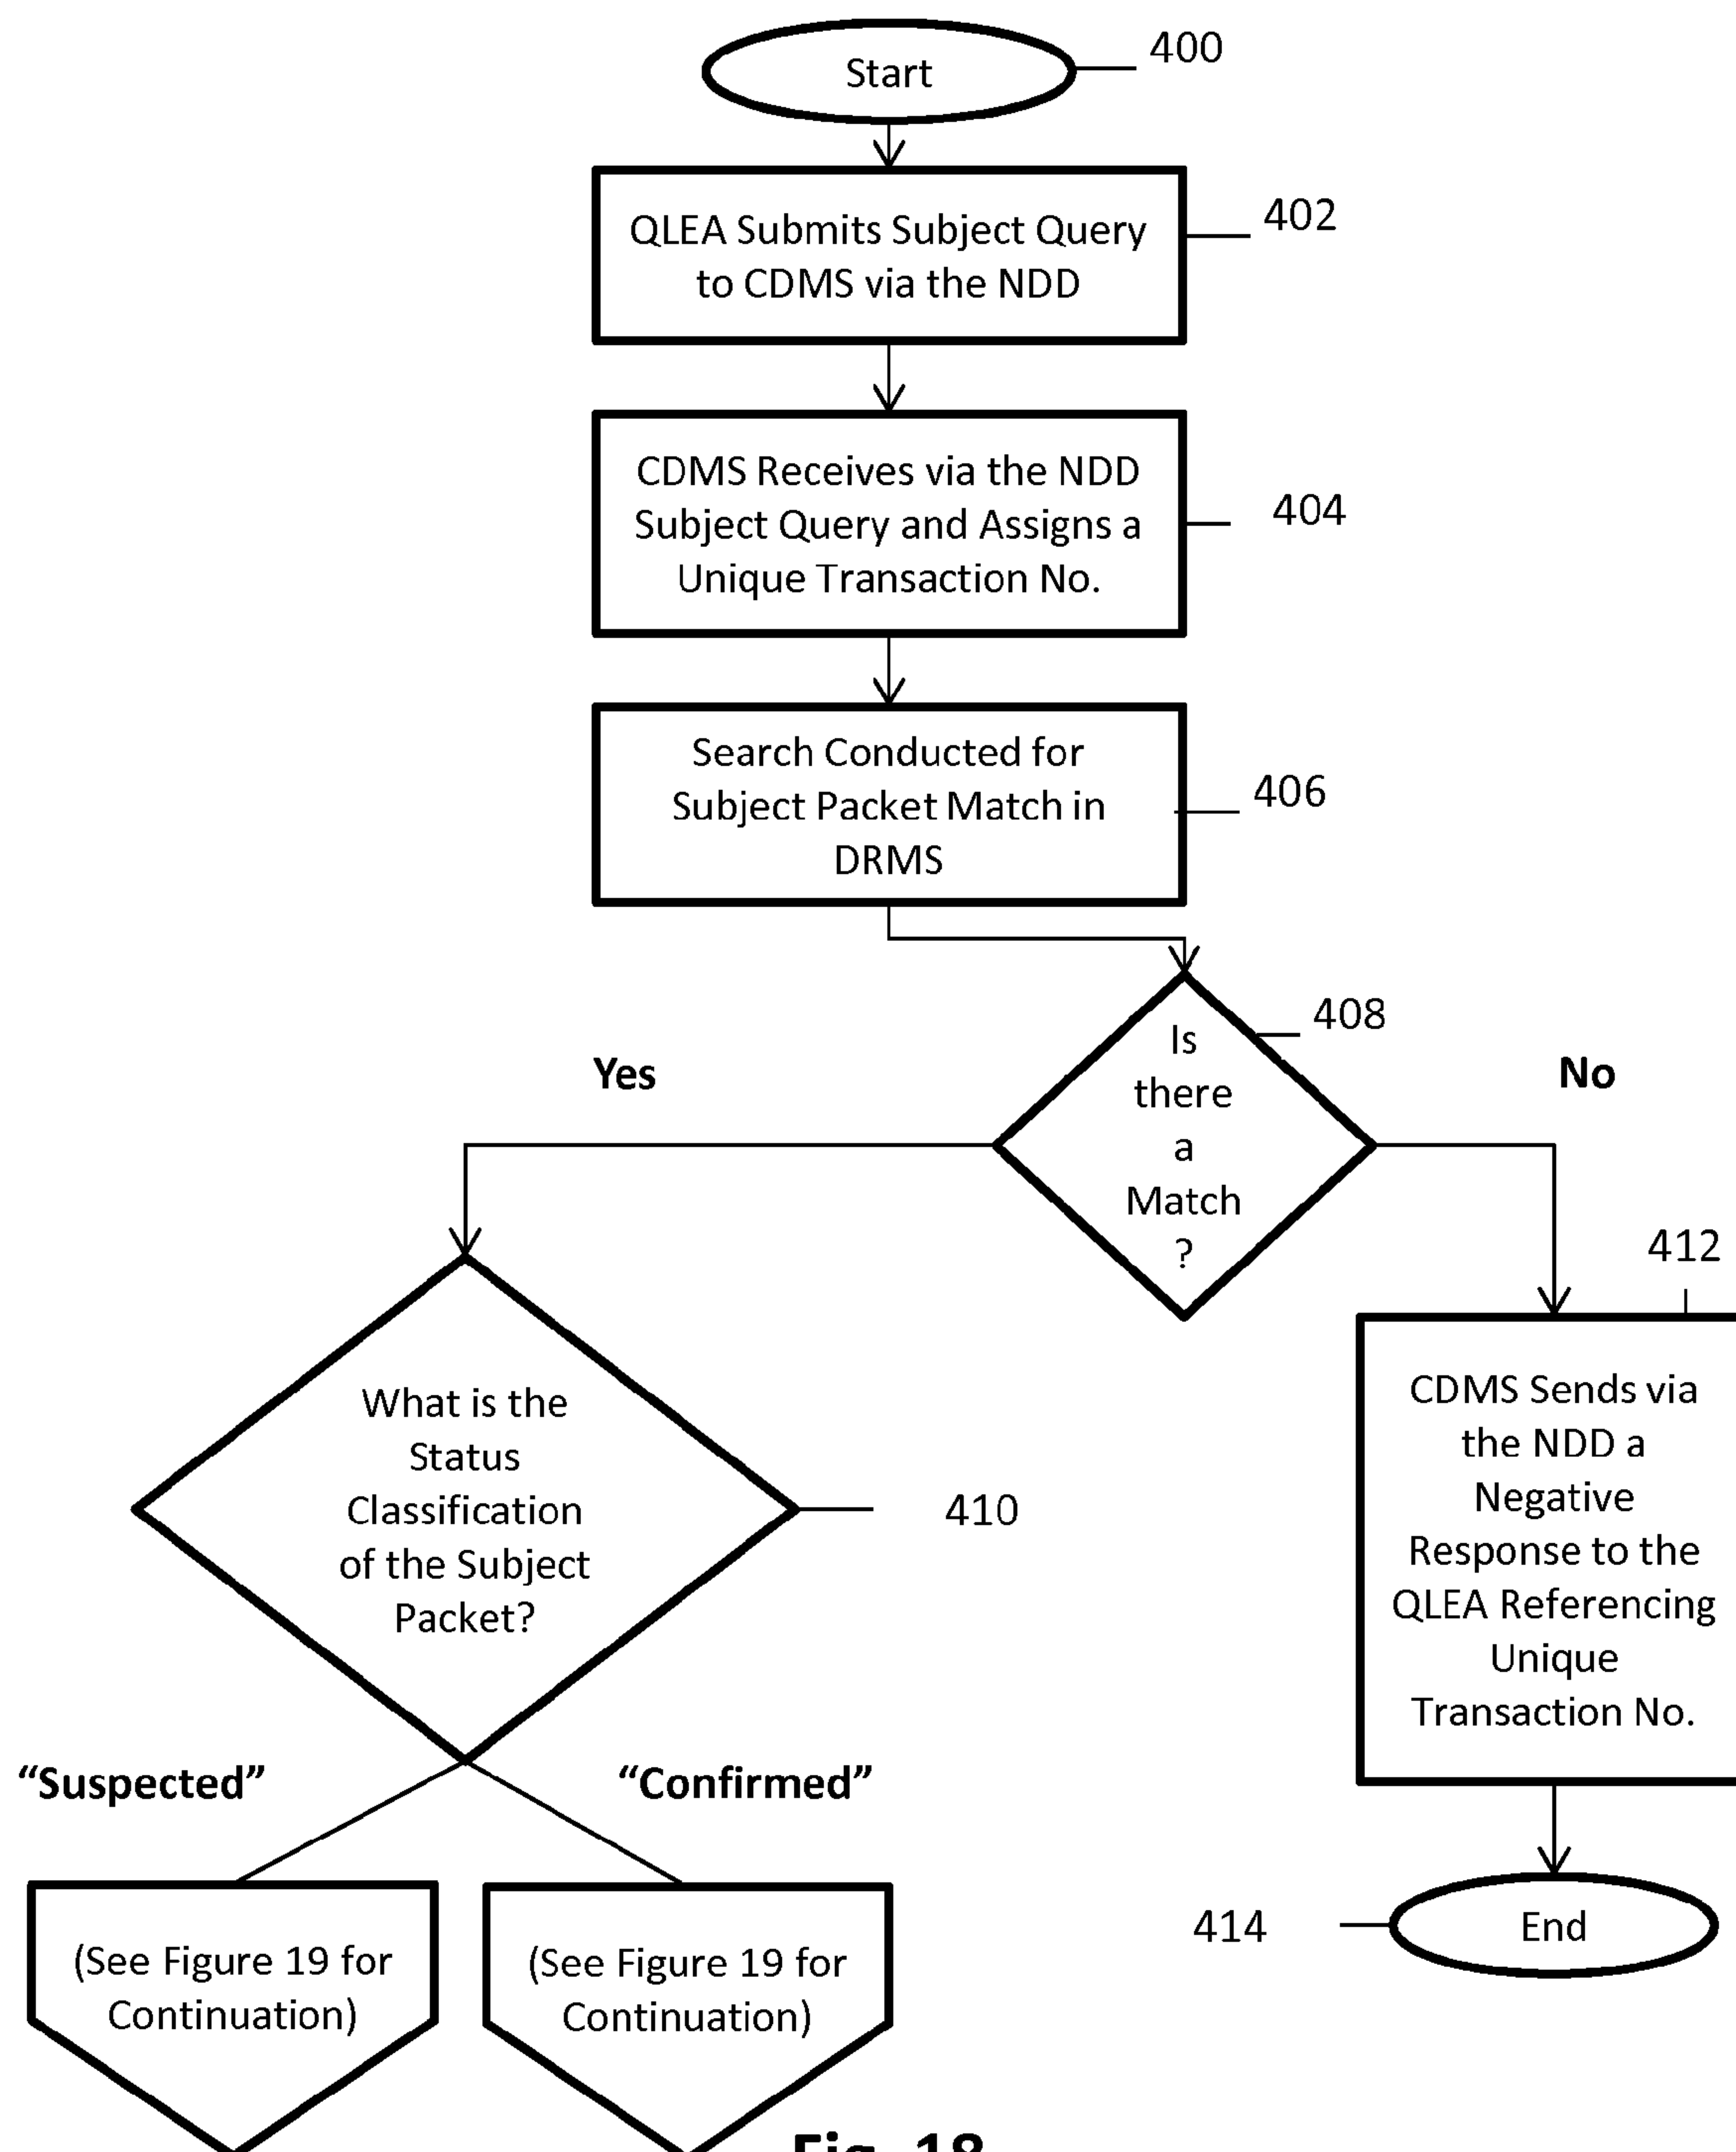 Start
400
QLEA Submits Subject Query
to CDMS via the NDD
402
CDMS Receives via the NDD
Subject Query and Assigns a
Unique Transaction No.
404
Search Conducted for
Subject Packet Match in
DRMS
406
Is
there
a
Match
?
408
Yes
No
What is the
Status
Classification
of the Subject
Packet?
410
412
CDMS Sends via
the NDD a
Negative
Response to the
QLEA Referencing
Unique
Transaction No.
“Suspected”
“Confirmed”
(See Figure 19 for
Continuation)
(See Figure 19 for
Continuation)
414
End
Fig. 18